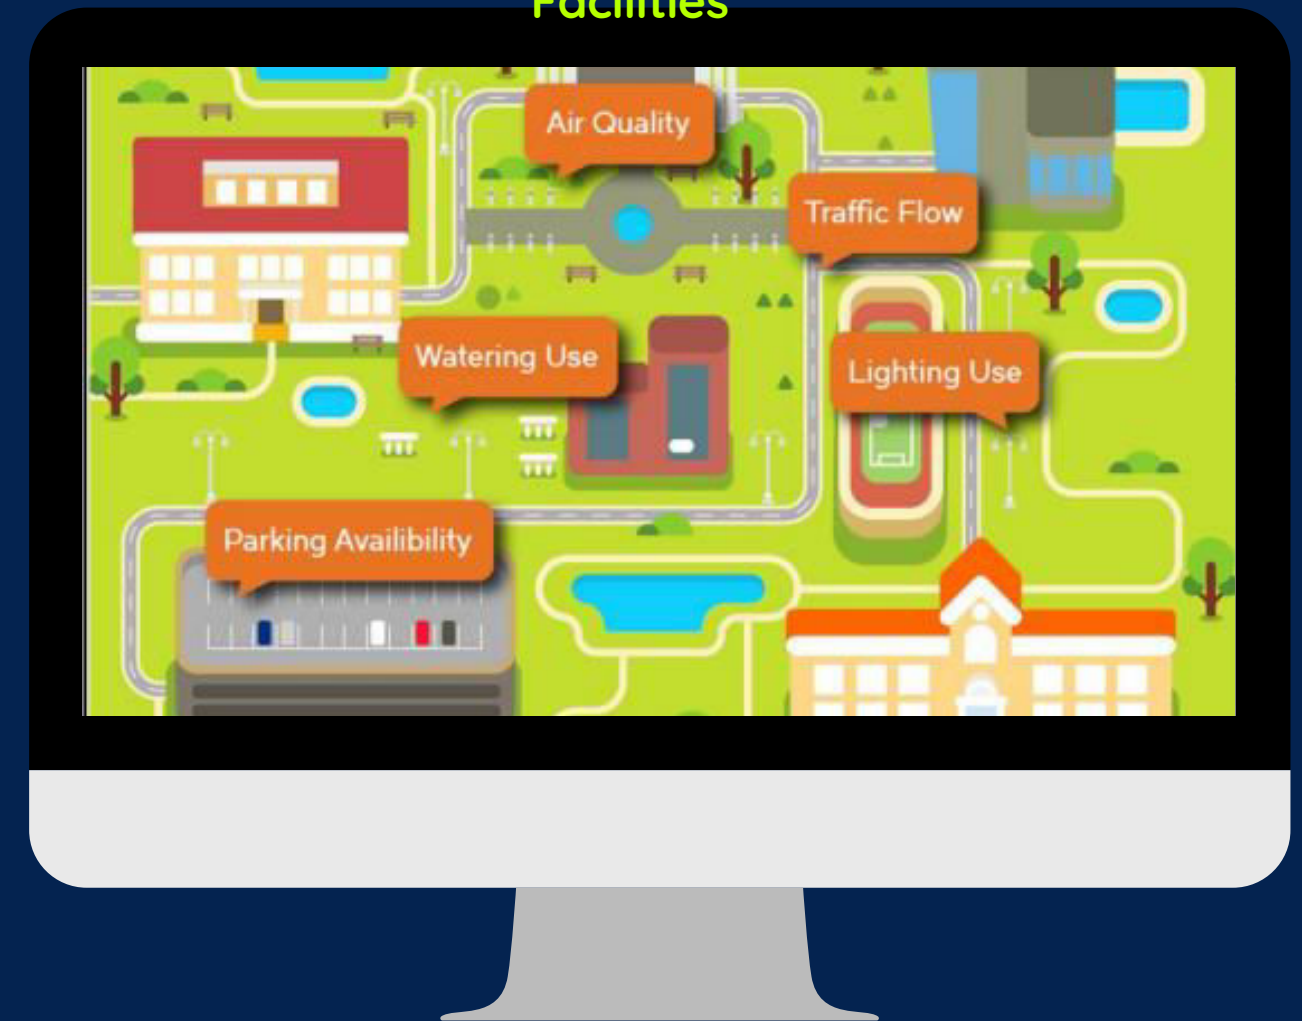 Facilities
Air Quality
Traffic Flow
Watering Use
Lighting Use
Parking Availibility